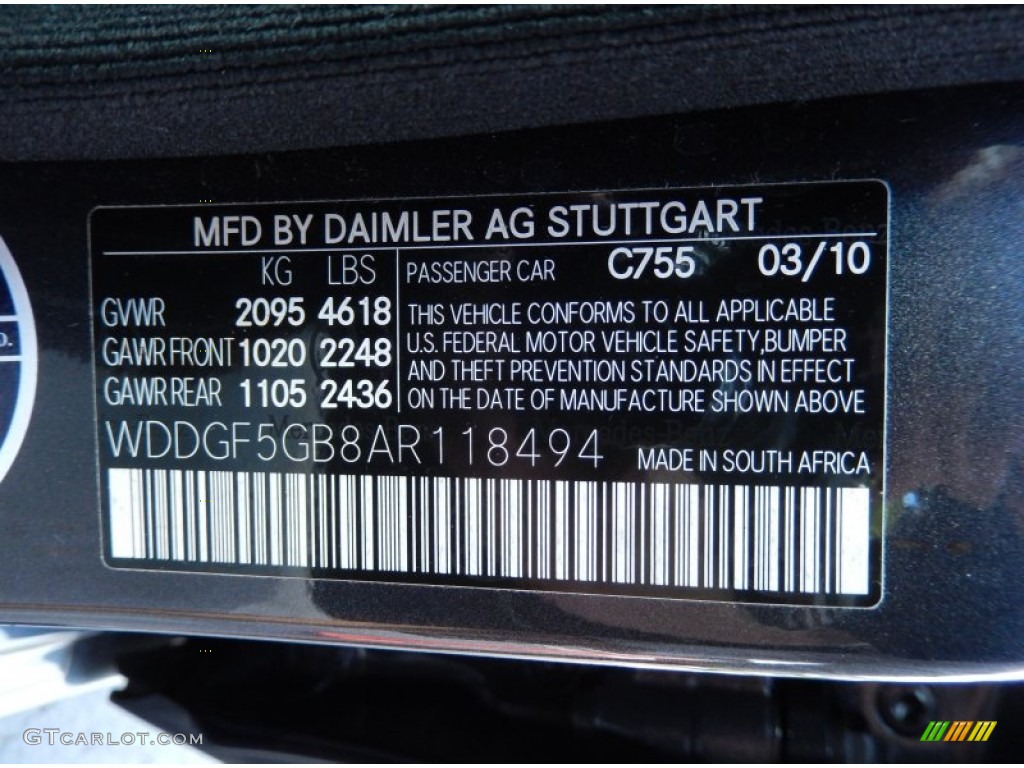 MFD BY DAIMLER AG STUTTGART
KG LBS
GVWR 2095 4618
GAWR FRONT 1020 2248
GAWR REAR 1105 2436
PASSENGER CAR C755 03/10
THIS VEHICLE CONFORMS TO ALL APPLICABLE
U.S. FEDERAL MOTOR VEHICLE SAFETY, BUMPER
AND THEFT PREVENTION STANDARDS IN EFFECT
ON THE DATE OF MANUFACTURE SHOWN ABOVE
WDDGF5GB8AR118494 MADE IN SOUTH AFRICA
GTCARLOT.COM